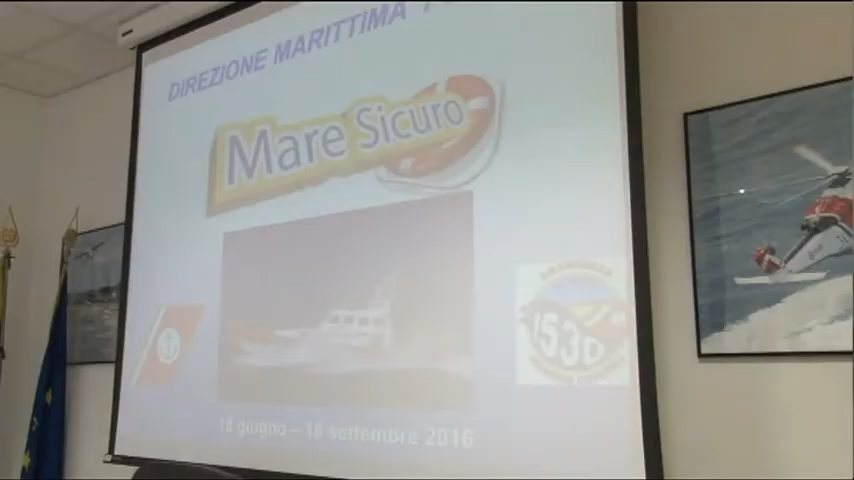 DIREZIONE MARITTIMA
Mare Sicuro
1530
18 giugno – 18 settembre 2016